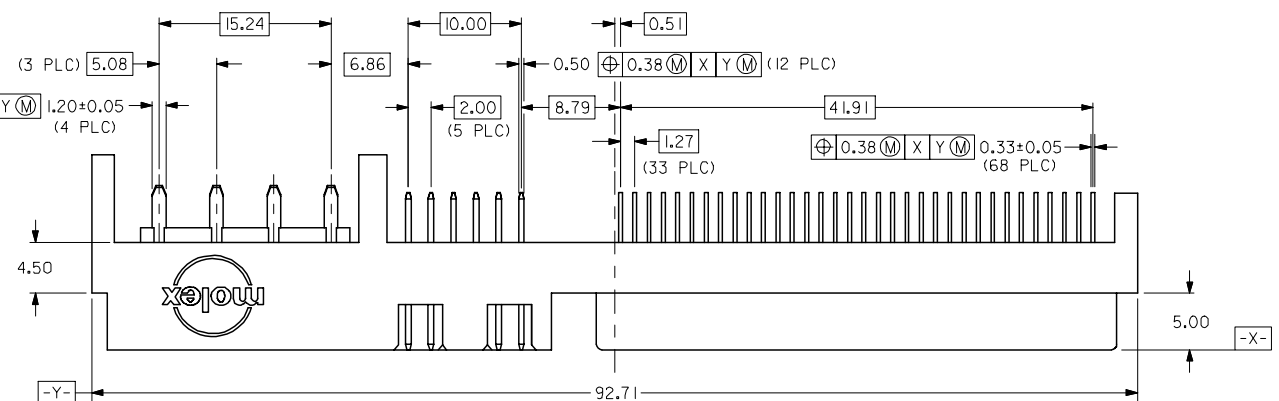 15.24
10.00
0.51
(3 PLC) 5.08
6.86
0.50 ⌖ 0.38 Ⓜ X Y Ⓜ (12 PLC)
Y Ⓜ 1.20±0.05
(4 PLC)
2.00
(5 PLC)
8.79
41.91
1.27
(33 PLC)
⌖ 0.38 Ⓜ X Y Ⓜ 0.33±0.05
(68 PLC)
4.50
molex
5.00
-X-
-Y-
92.71